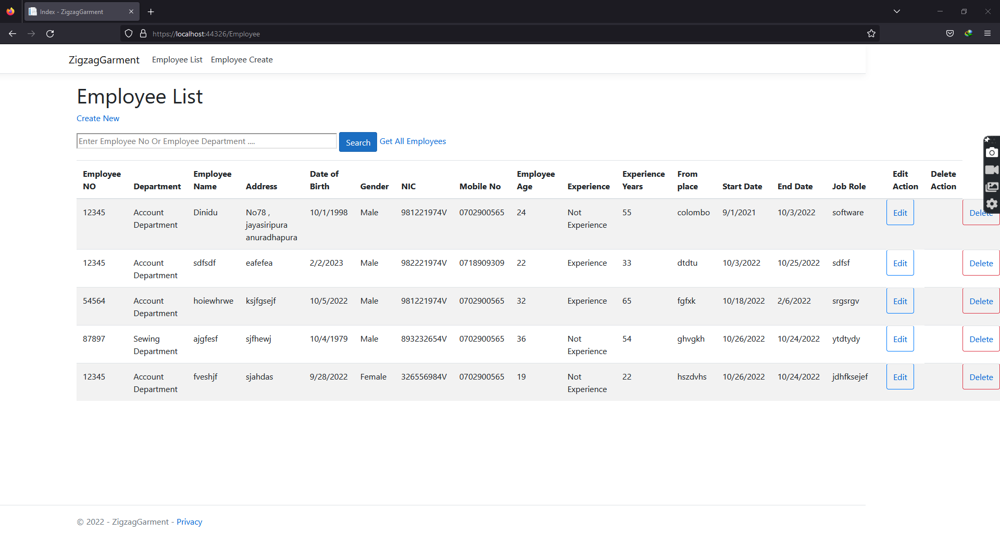 Index - ZigzagGarment
https://localhost:44326/Employee
ZigzagGarment Employee List Employee Create
Employee List
Create New
Enter Employee No Or Employee Department .... Search Get All Employees
Employee NO Department Employee Name Address Date of Birth Gender NIC Mobile No Employee Age Experience Experience Years From place Start Date End Date Job Role Edit Action Delete Action
12345 Account Department Dinidu No78 , jayasiripura anuradhapura 10/1/1998 Male 981221974V 0702900565 24 Not Experience 55 colombo 9/1/2021 10/3/2022 software Edit Delete
12345 Account Department sdfsdf eafefea 2/2/2023 Male 982221974V 0718909309 22 Experience 33 dtdtu 10/3/2022 10/25/2022 sdfsf Edit Delete
54564 Account Department hoiewhrwe ksjfgsejf 10/5/2022 Male 981221974V 0702900565 32 Experience 65 fgfxk 10/18/2022 2/6/2022 srgsrgv Edit Delete
87897 Sewing Department ajgfesf sjfhewj 10/4/1979 Male 893232654V 0702900565 36 Not Experience 54 ghvgkh 10/26/2022 10/24/2022 ytdtydy Edit Delete
12345 Account Department fveshjf sjahdas 9/28/2022 Female 326556984V 0702900565 19 Not Experience 22 hszdvhs 10/26/2022 10/24/2022 jdhfksejef Edit Delete
© 2022 - ZigzagGarment - Privacy